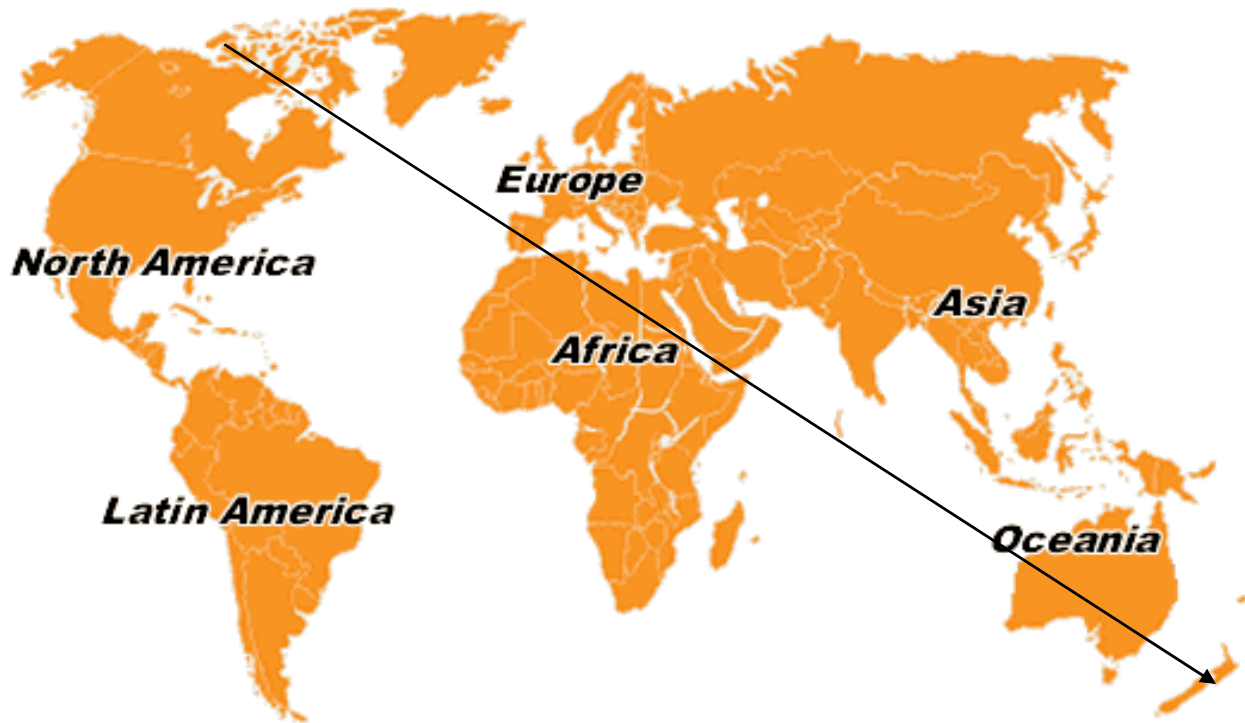 Europe
North America
Asia
Africa
Latin America
Oceania